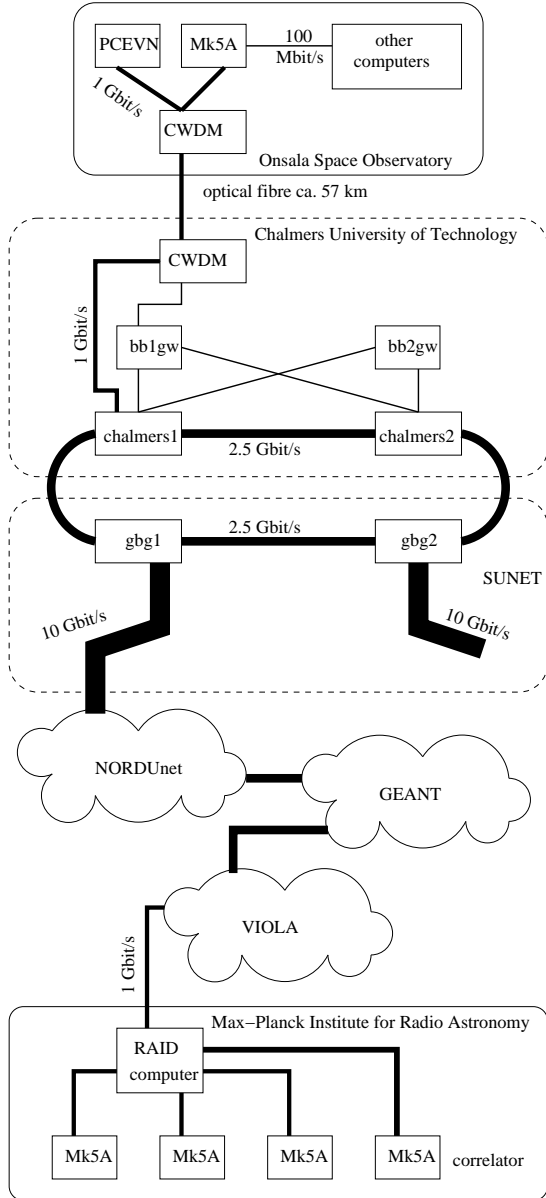 PCEVN
Mk5A
100
Mbit/s
other
computers
1 Gbit/s
CWDM
Onsala Space Observatory
optical fibre ca. 57 km
Chalmers University of Technology
CWDM
1 Gbit/s
bb1gw
bb2gw
chalmers1
2.5 Gbit/s
chalmers2
gbg1
2.5 Gbit/s
gbg2
SUNET
10 Gbit/s
10 Gbit/s
NORDUnet
GEANT
VIOLA
1 Gbit/s
Max−Planck Institute for Radio Astronomy
RAID
computer
Mk5A
Mk5A
Mk5A
Mk5A
correlator